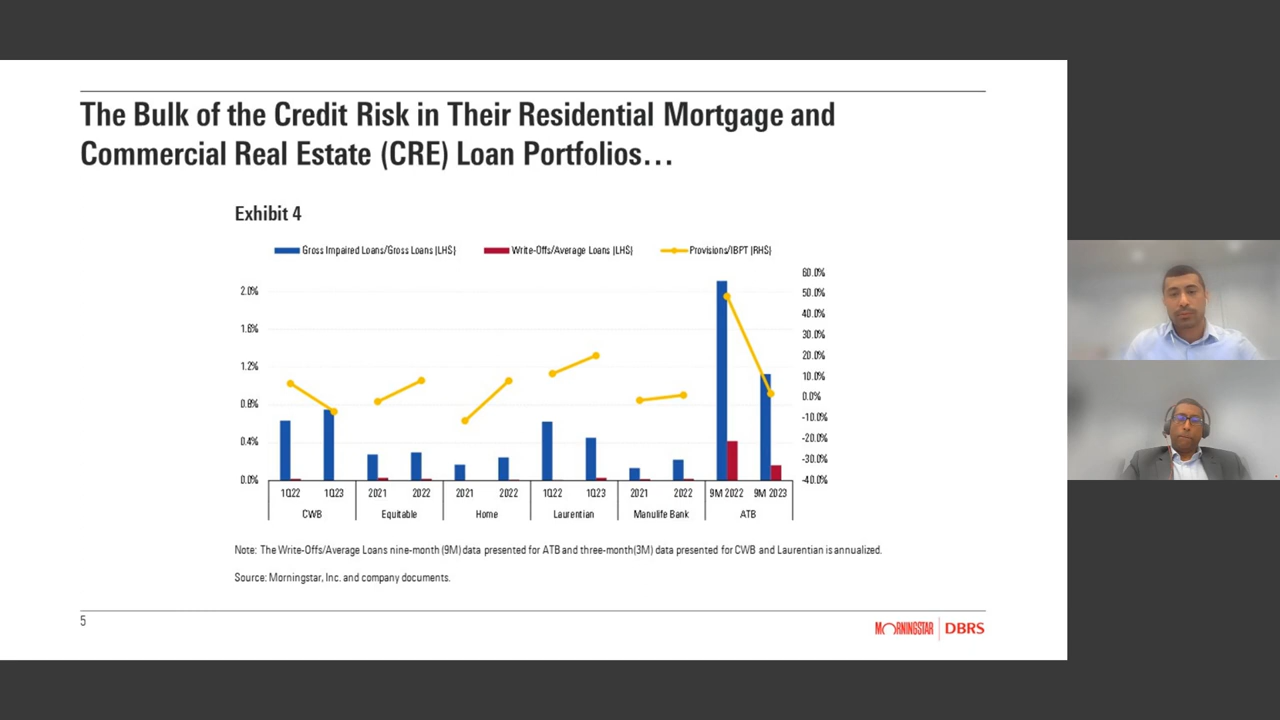 The Bulk of the Credit Risk in Their Residential Mortgage and
Commercial Real Estate (CRE) Loan Portfolios...
Exhibit 4
Gross Impaired Loans/Gross Loans (LHS) Write-Offs/Average Loans (LHS) Provisions/IBPT (RHS)
60.0%
2.0% 50.0%
40.0%
1.6% 30.0%
1.2% 20.0%
10.0%
0.8% 0.0%
-10.0%
0.4% -20.0%
-30.0%
0.0% -40.0%
1Q22 1Q23 2021 2022 2021 2022 1Q22 1Q23 2021 2022 9M 2022 9M 2023
CWB Equitable Home Laurentian Manulife Bank ATB
Note: The Write-Offs/Average Loans nine-month (9M) data presented for ATB and three-month(3M) data presented for CWB and Laurentian is annualized.
Source: Morningstar, Inc. and company documents.
5
MORNINGSTAR | DBRS